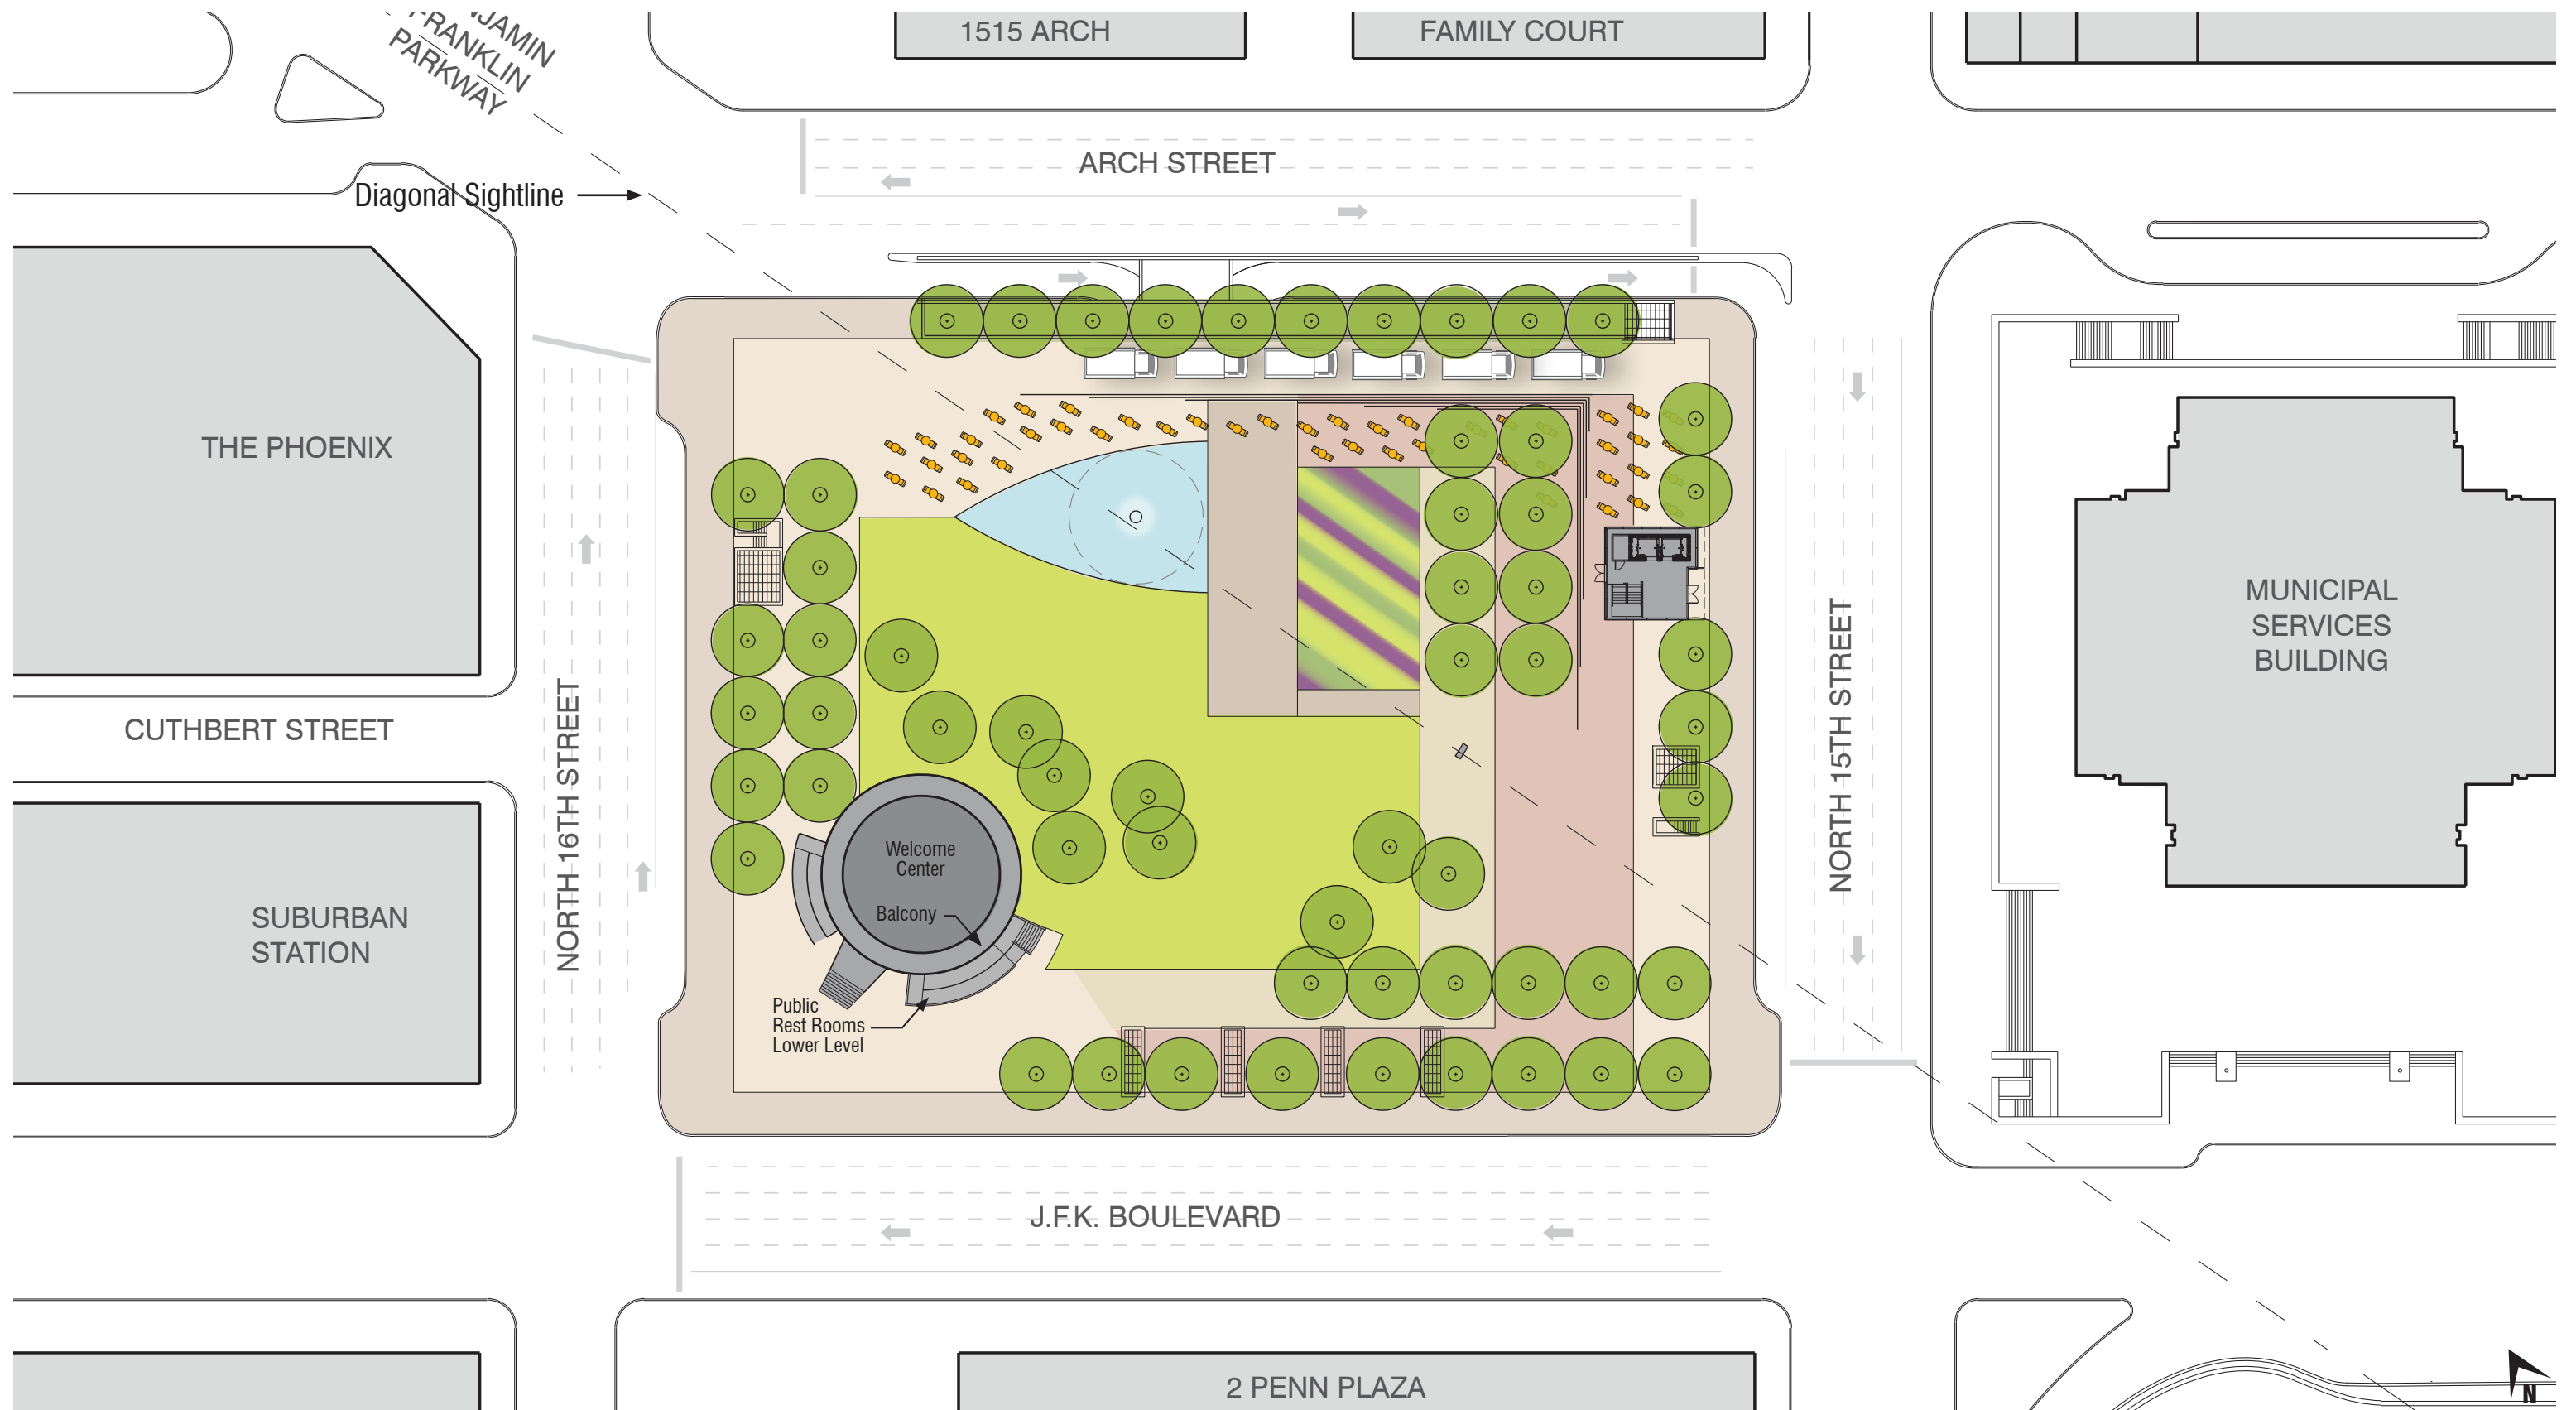 1515 ARCH
FAMILY COURT
FRANKLIN
PARKWAY
ARCH STREET
Diagonal Sightline
THE PHOENIX
CUTHBERT STREET
NORTH 16TH STREET
NORTH 15TH STREET
MUNICIPAL
SERVICES
BUILDING
Welcome
Center
Balcony
SUBURBAN
STATION
Public
Rest Rooms
Lower Level
J.F.K. BOULEVARD
2 PENN PLAZA
N